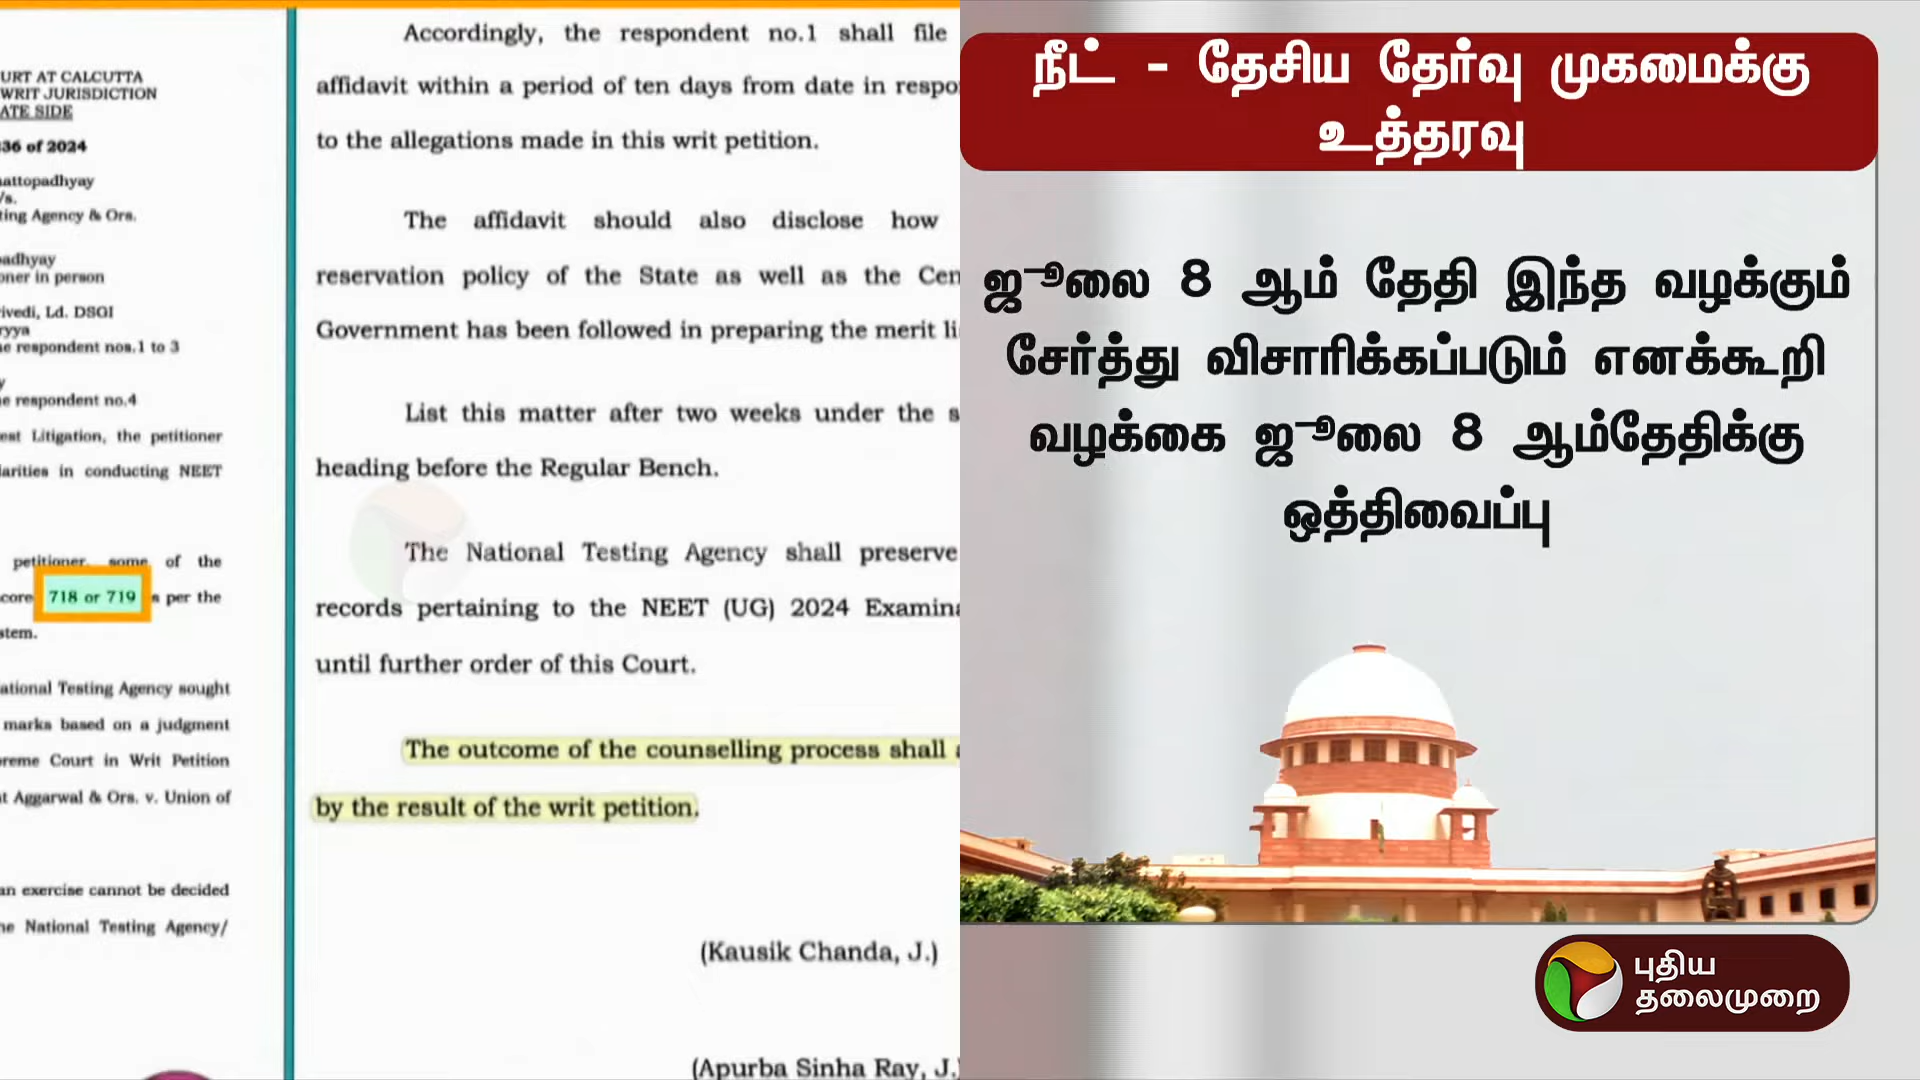 URT AT CALCUTTA
WRIT JURISDICTION
ATE SIDE
36 of 2024
attopadhyay
/s.
ting Agency & Ors.
adhyay
oner in person
ivedi, Ld. DSGI
ryya
e respondent nos.1 to 3
y
e respondent no.4
est Litigation, the petitioner
larities in conducting NEET
petitioner, some of the
core 718 or 719 s per the
stem.
ational Testing Agency sought
marks based on a judgment
preme Court in Writ Petition
t Aggarwal & Ors. v. Union of
an exercise cannot be decided
he National Testing Agency/
Accordingly, the respondent no.1 shall file
affidavit within a period of ten days from date in respo
to the allegations made in this writ petition.
The affidavit should also disclose how
reservation policy of the State as well as the Cen
Government has been followed in preparing the merit li
List this matter after two weeks under the s
heading before the Regular Bench.
The National Testing Agency shall preserve
records pertaining to the NEET (UG) 2024 Examina
until further order of this Court.
The outcome of the counselling process shall a
by the result of the writ petition.
(Kausik Chanda, J.)
(Apurba Sinha Ray, J.)
நீட் - தேசிய தேர்வு முகமைக்கு
உத்தரவு
ஜூலை 8 ஆம் தேதி இந்த வழக்கும்
சேர்த்து விசாரிக்கப்படும் எனக்கூறி
வழக்கை ஜூலை 8 ஆம்தேதிக்கு
ஒத்திவைப்பு
புதிய
தலைமுறை